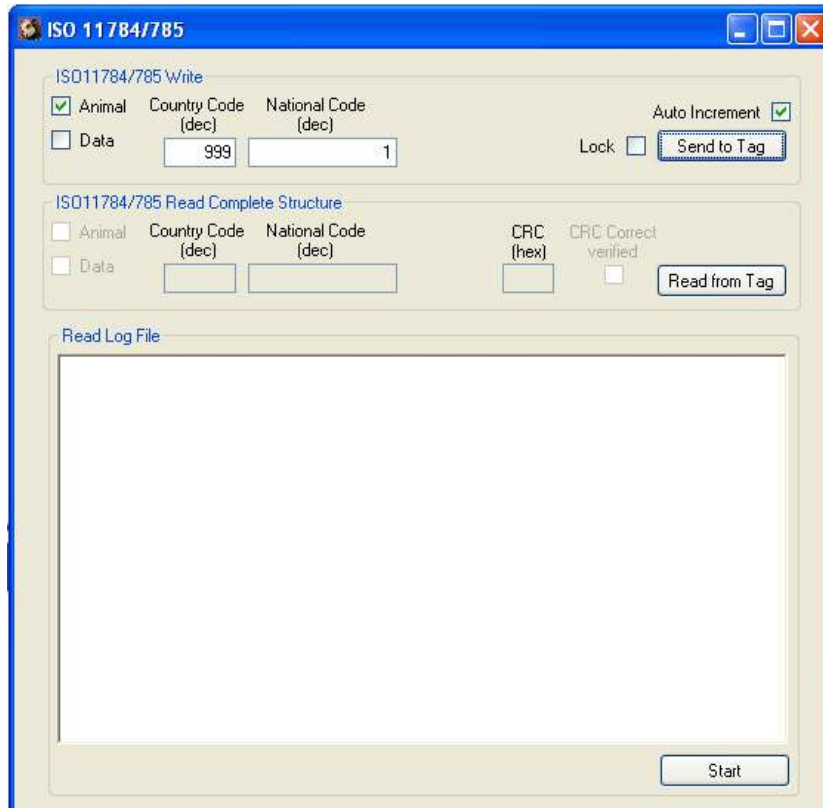 ISO 11784/785
ISO11784/785 Write
Animal Country Code National Code Auto Increment
(dec) (dec)
Data 999 1 Lock Send to Tag
ISO11784/785 Read Complete Structure
Animal Country Code National Code CRC CRC Correct
(dec) (dec) (hex) verified
Data Read from Tag
Read Log File
Start